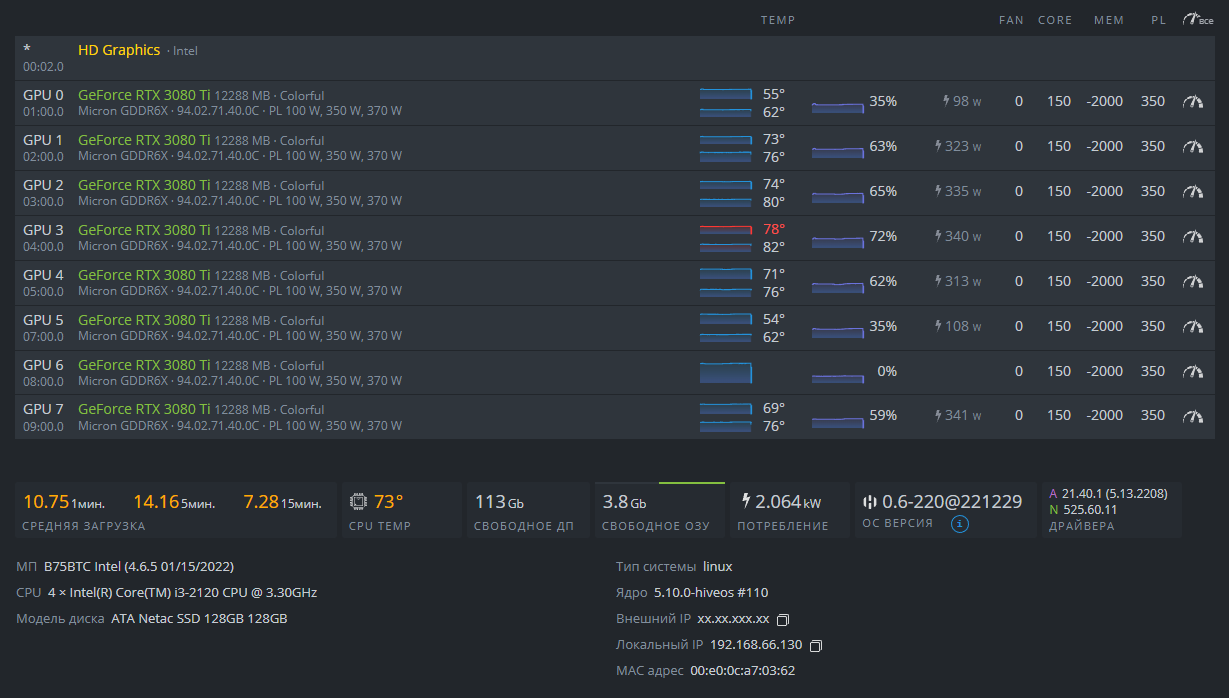 TEMP FAN CORE MEM PL все
* HD Graphics · Intel
00:02.0
GPU 0 GeForce RTX 3080 Ti 12288 MB · Colorful 55°
01:00.0 Micron GDDR6X · 94.02.71.40.0C · PL 100 W, 350 W, 370 W 62° 35% 98 W 0 150 -2000 350
GPU 1 GeForce RTX 3080 Ti 12288 MB · Colorful 73°
02:00.0 Micron GDDR6X · 94.02.71.40.0C · PL 100 W, 350 W, 370 W 76° 63% 323 W 0 150 -2000 350
GPU 2 GeForce RTX 3080 Ti 12288 MB · Colorful 74°
03:00.0 Micron GDDR6X · 94.02.71.40.0C · PL 100 W, 350 W, 370 W 80° 65% 335 W 0 150 -2000 350
GPU 3 GeForce RTX 3080 Ti 12288 MB · Colorful 78°
04:00.0 Micron GDDR6X · 94.02.71.40.0C · PL 100 W, 350 W, 370 W 82° 72% 340 W 0 150 -2000 350
GPU 4 GeForce RTX 3080 Ti 12288 MB · Colorful 71°
05:00.0 Micron GDDR6X · 94.02.71.40.0C · PL 100 W, 350 W, 370 W 76° 62% 313 W 0 150 -2000 350
GPU 5 GeForce RTX 3080 Ti 12288 MB · Colorful 54°
07:00.0 Micron GDDR6X · 94.02.71.40.0C · PL 100 W, 350 W, 370 W 62° 35% 108 W 0 150 -2000 350
GPU 6 GeForce RTX 3080 Ti 12288 MB · Colorful
08:00.0 Micron GDDR6X · 94.02.71.40.0C · PL 100 W, 350 W, 370 W 0% 0 150 -2000 350
GPU 7 GeForce RTX 3080 Ti 12288 MB · Colorful 69°
09:00.0 Micron GDDR6X · 94.02.71.40.0C · PL 100 W, 350 W, 370 W 76° 59% 341 W 0 150 -2000 350
10.75 1мин. 14.16 5мин. 7.28 15мин.
СРЕДНЯЯ ЗАГРУЗКА
73°
CPU TEMP
113 Gb
СВОБОДНОЕ ДП
3.8 Gb
СВОБОДНОЕ ОЗУ
2.064 kW
ПОТРЕБЛЕНИЕ
0.6-220@221229
ОС ВЕРСИЯ i
A 21.40.1 (5.13.2208)
N 525.60.11
ДРАЙВЕРА
МП B75BTC Intel (4.6.5 01/15/2022)
CPU 4 × Intel(R) Core(TM) i3-2120 CPU @ 3.30GHz
Модель диска ATA Netac SSD 128GB 128GB
Тип системы linux
Ядро 5.10.0-hiveos #110
Внешний IP xx.xx.xxx.xx
Локальный IP 192.168.66.130
MAC адрес 00:e0:0c:a7:03:62